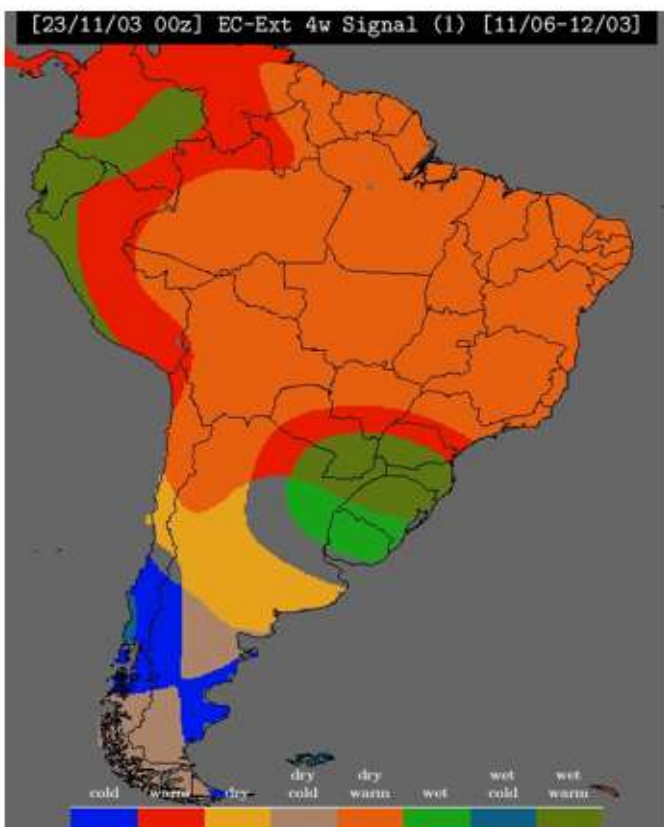 [23/11/03 00z] EC-Ext 4w Signal (1) [11/06-12/03]
cold
warm
dry
dry cold
dry warm
wet
wet cold
wet warm